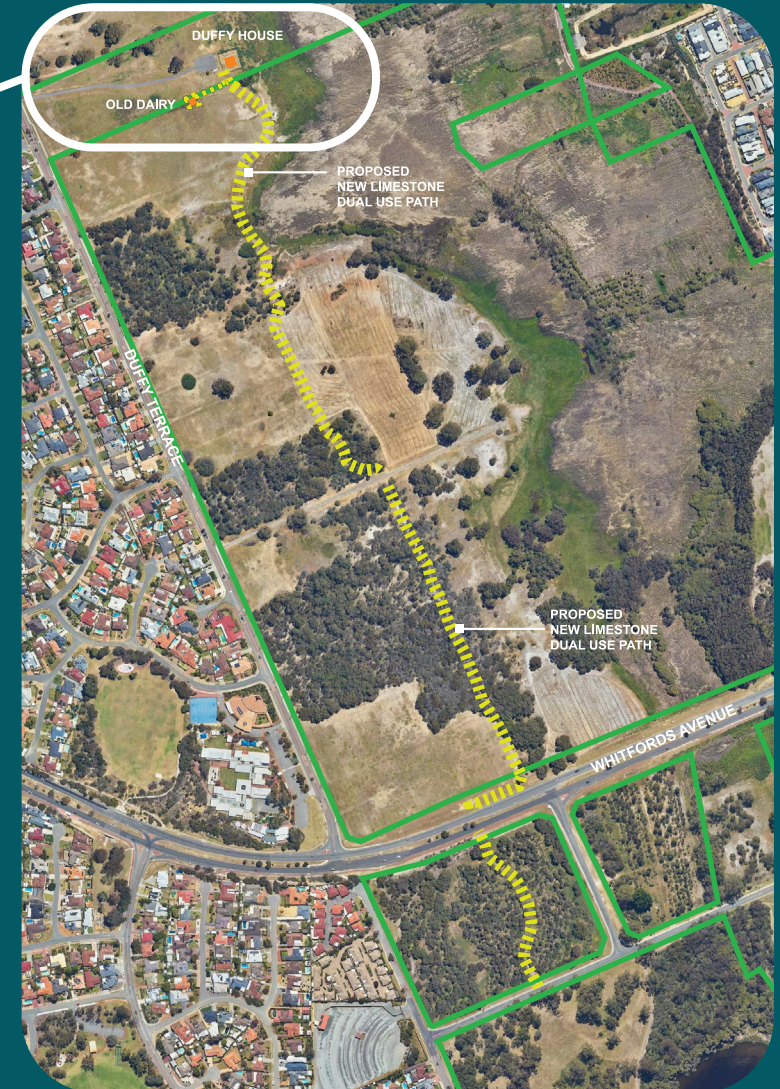 DUFFY HOUSE
OLD DAIRY
PROPOSED
NEW LIMESTONE
DUAL USE PATH
DUFFY TERRACE
PROPOSED
NEW LIMESTONE
DUAL USE PATH
WHITFORDS AVENUE